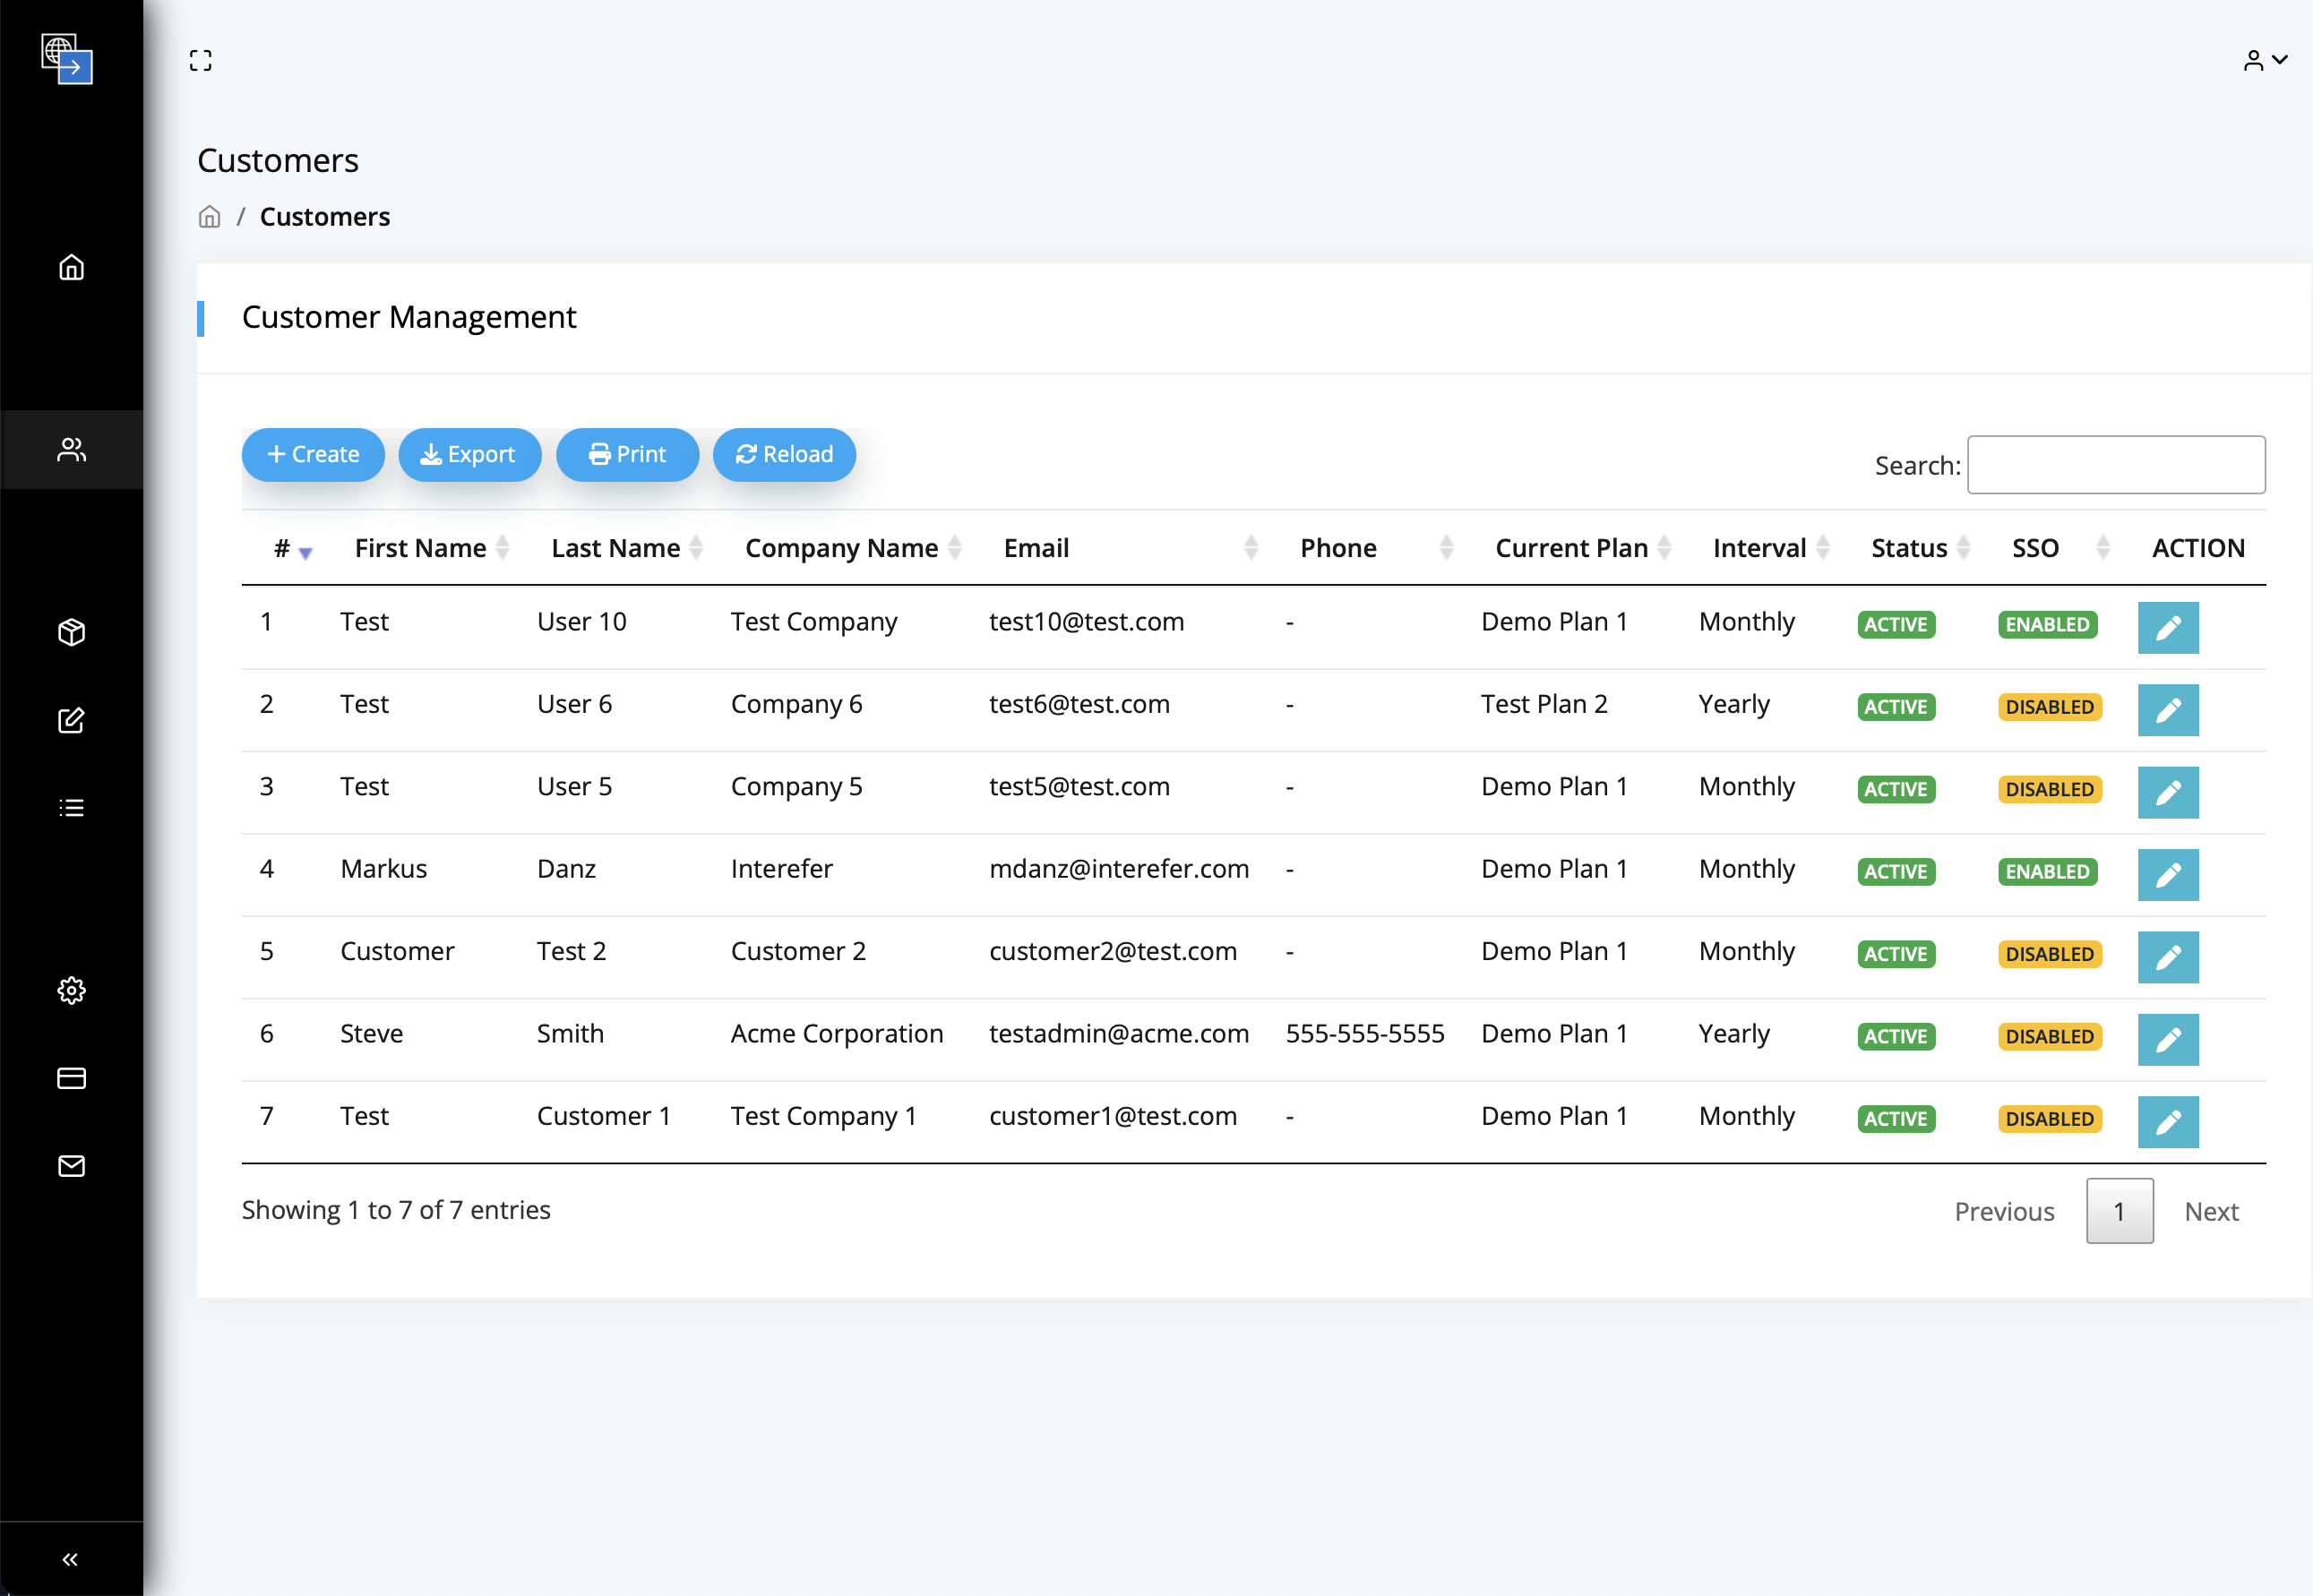 Customers
/ Customers
Customer Management
Create Export Print Reload Search:
# First Name Last Name Company Name Email Phone Current Plan Interval Status SSO ACTION
1 Test User 10 Test Company test10@test.com - Demo Plan 1 Monthly ACTIVE ENABLED
2 Test User 6 Company 6 test6@test.com - Test Plan 2 Yearly ACTIVE DISABLED
3 Test User 5 Company 5 test5@test.com - Demo Plan 1 Monthly ACTIVE DISABLED
4 Markus Danz Interefer mdanz@interefer.com - Demo Plan 1 Monthly ACTIVE ENABLED
5 Customer Test 2 Customer 2 customer2@test.com - Demo Plan 1 Monthly ACTIVE DISABLED
6 Steve Smith Acme Corporation testadmin@acme.com 555-555-5555 Demo Plan 1 Yearly ACTIVE DISABLED
7 Test Customer 1 Test Company 1 customer1@test.com - Demo Plan 1 Monthly ACTIVE DISABLED
Showing 1 to 7 of 7 entries Previous 1 Next